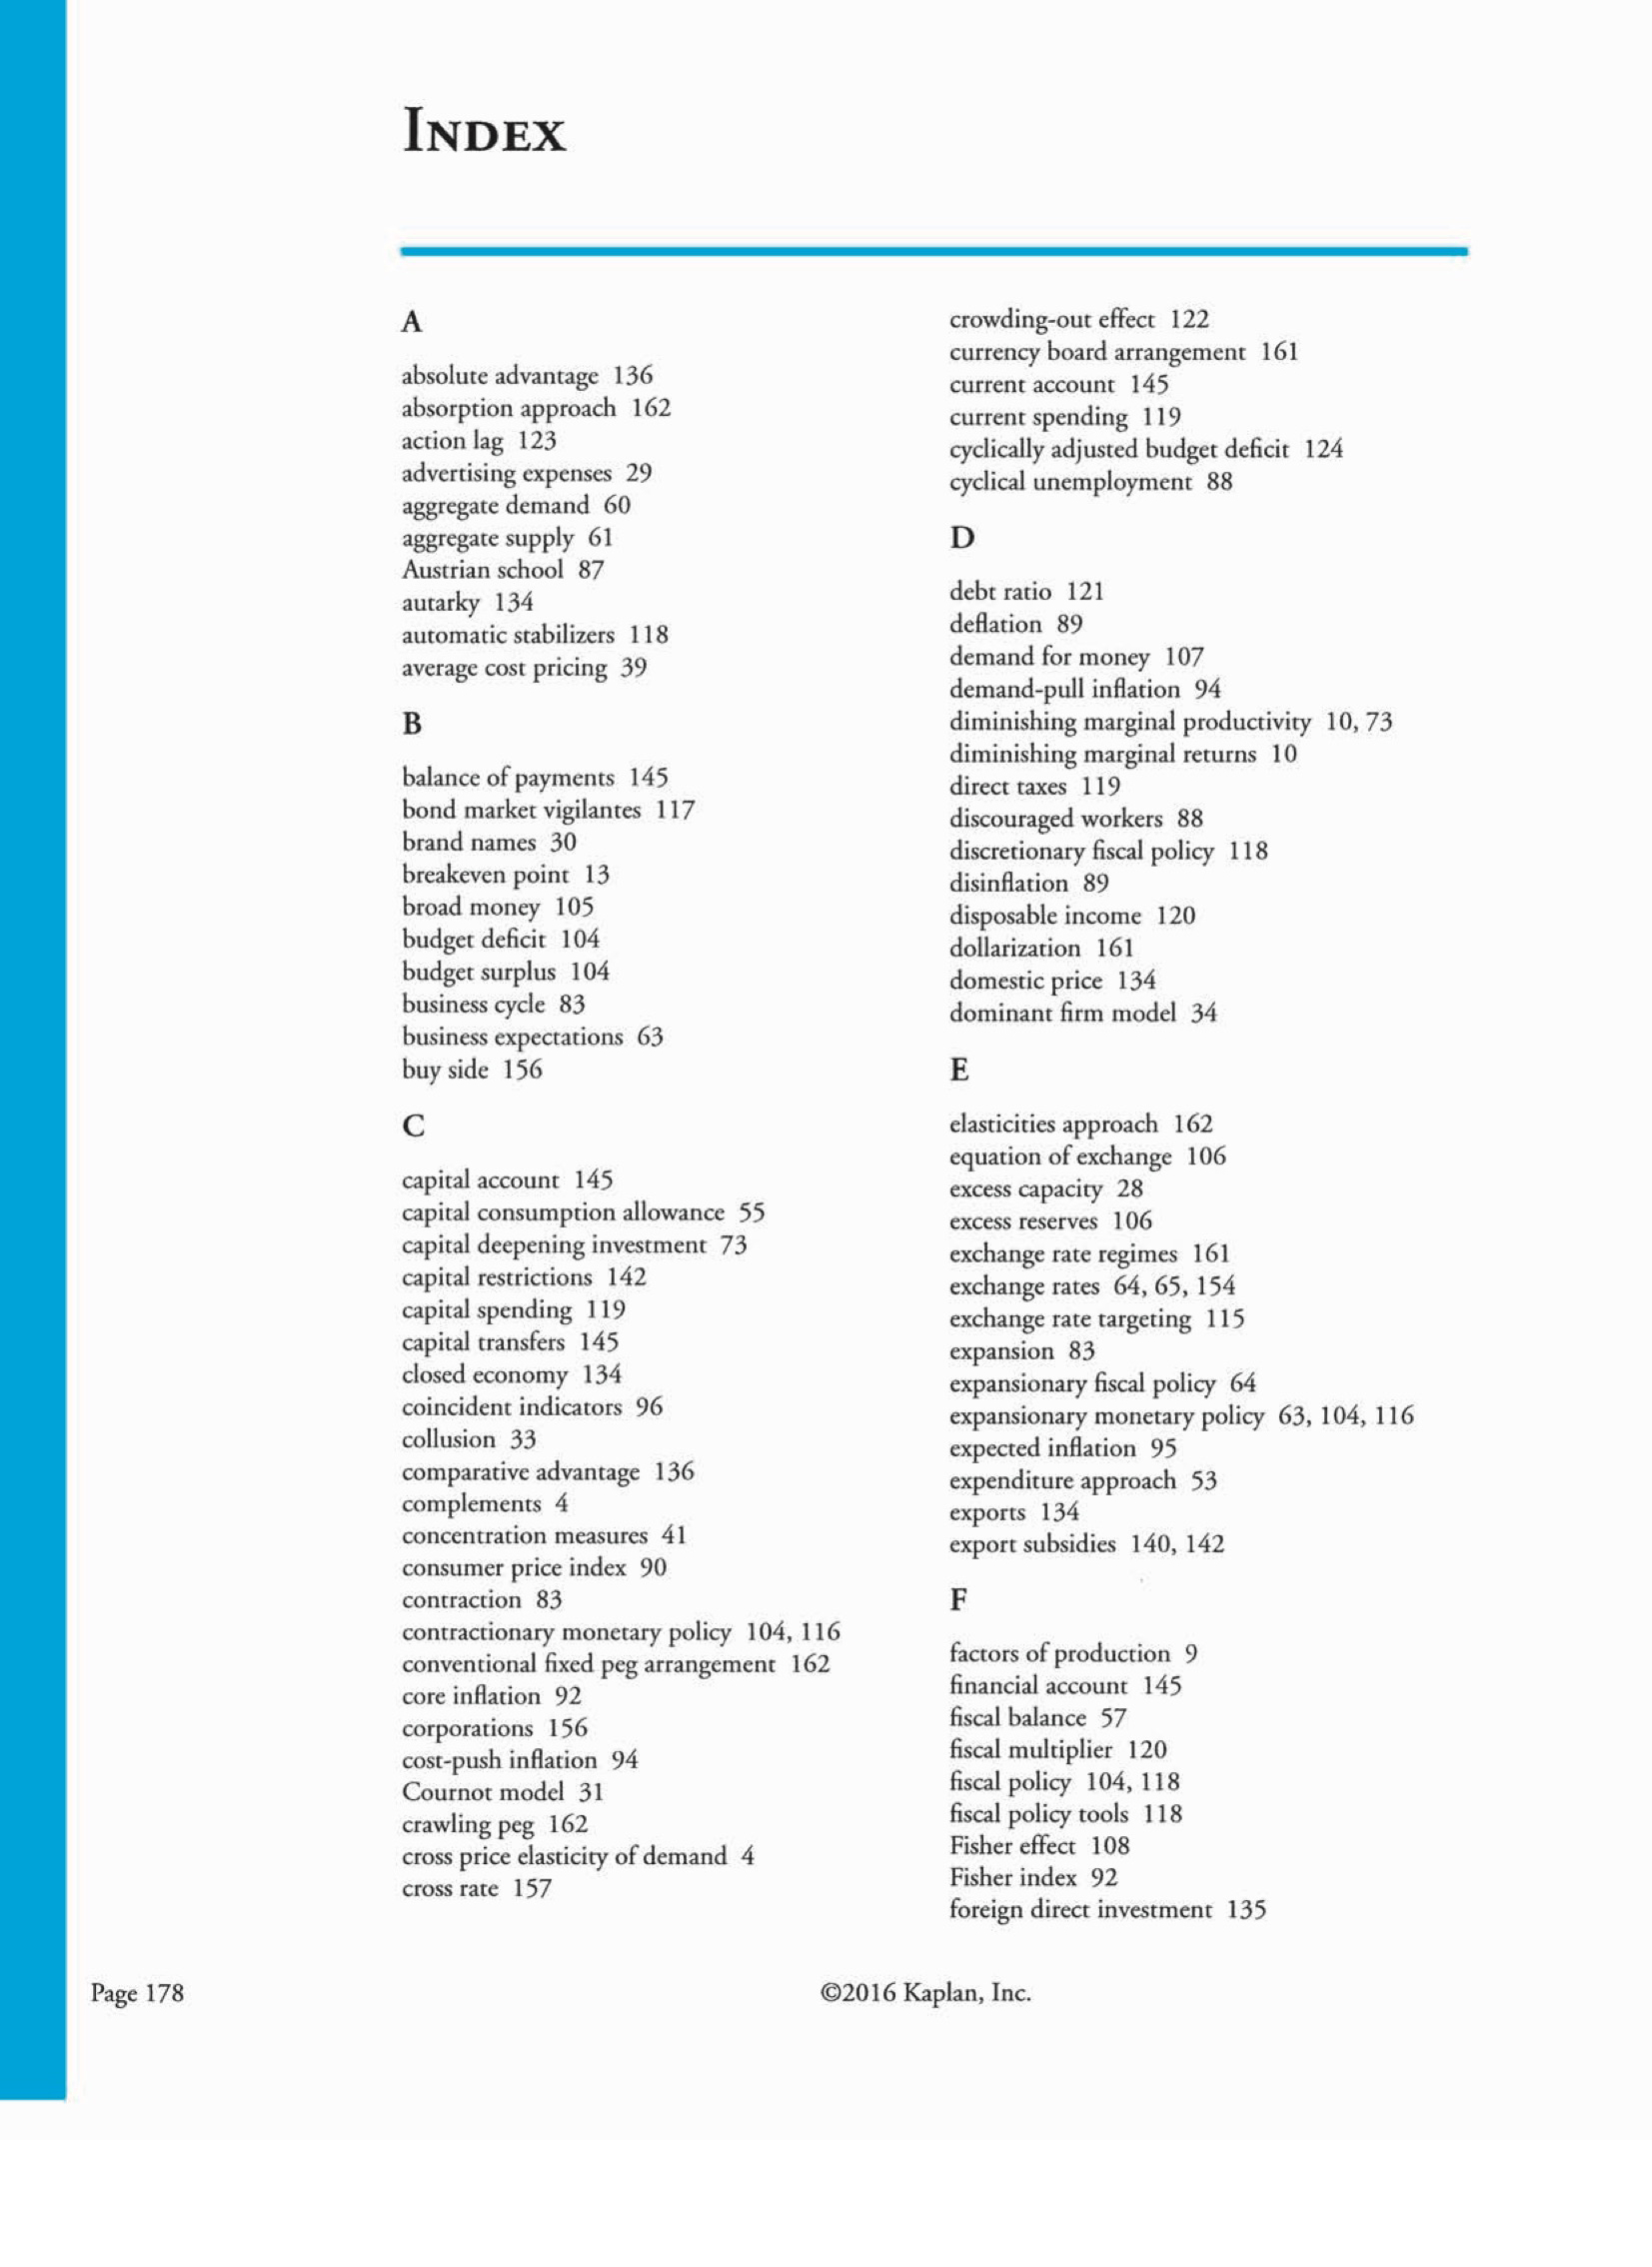 INDEX
A
absolute advantage 136
absorption approach 162
action lag 123
advertising expenses 29
aggregate demand 60
aggregate supply 61
Austrian school 87
autarky 134
automatic stabilizers 118
average cost pricing 39
B
balance of payments 145
bond market vigilantes 117
brand names 30
breakeven point 13
broad money 105
budget deficit 104
budget surplus 104
business cycle 83
business expectations 63
buy side 156
C
capital account 145
capital consumption allowance 55
capital deepening investment 73
capital restrictions 142
capital spending 119
capital transfers 145
closed economy 134
coincident indicators 96
collusion 33
comparative advantage 136
complements 4
concentration measures 41
consumer price index 90
contraction 83
contractionary monetary policy 104, 116
conventional fixed peg arrangement 162
core inflation 92
corporations 156
cost-push inflation 94
Cournot model 31
crawling peg 162
cross price elasticity of demand 4
cross rate 157
crowding-out effect 122
currency board arrangement 161
current account 145
current spending 119
cyclically adjusted budget deficit 124
cyclical unemployment 88
D
debt ratio 121
deflation 89
demand for money 107
demand-pull inflation 94
diminishing marginal productivity 10, 73
diminishing marginal returns 10
direct taxes 119
discouraged workers 88
discretionary fiscal policy 118
disinflation 89
disposable income 120
dollarization 161
domestic price 134
dominant firm model 34
E
elasticities approach 162
equation of exchange 106
excess capacity 28
excess reserves 106
exchange rate regimes 161
exchange rates 64, 65, 154
exchange rate targeting 115
expansion 83
expansionary fiscal policy 64
expansionary monetary policy 63, 104, 116
expected inflation 95
expenditure approach 53
exports 134
export subsidies 140, 142
F
factors of production 9
financial account 145
fiscal balance 57
fiscal multiplier 120
fiscal policy 104, 118
fiscal policy tools 118
Fisher effect 108
Fisher index 92
foreign direct investment 135
Page 178
©2016 Kaplan, Inc.